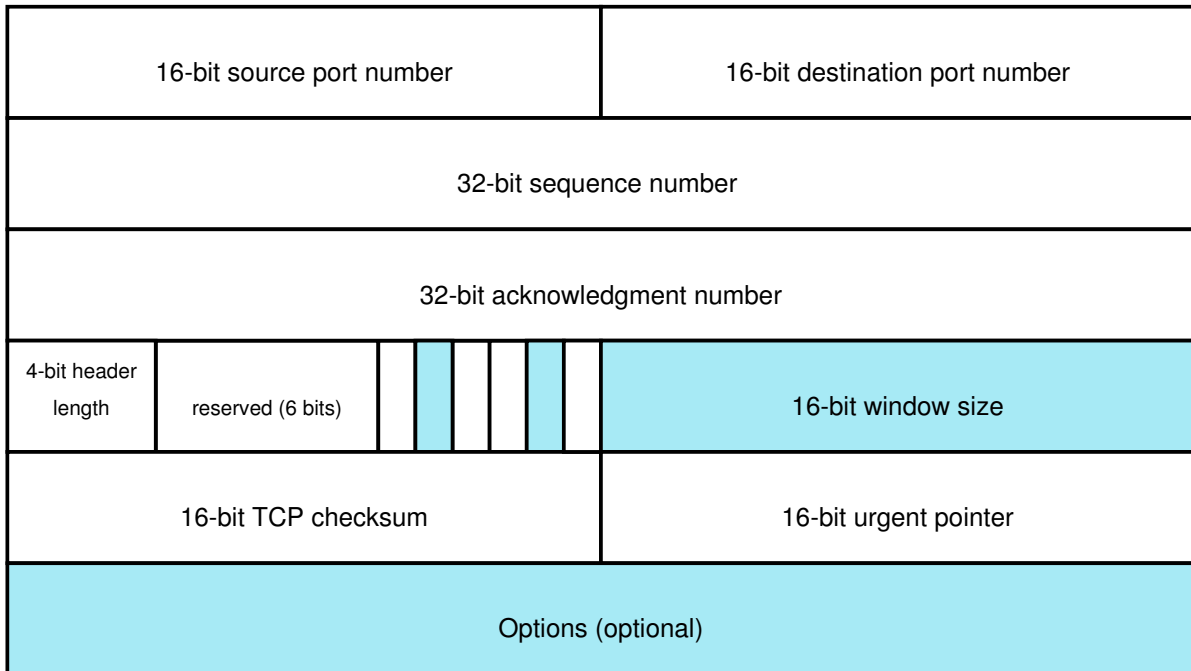 16-bit source port number
16-bit destination port number
32-bit sequence number
32-bit acknowledgment number
4-bit header
length
reserved (6 bits)
16-bit window size
16-bit TCP checksum
16-bit urgent pointer
Options (optional)